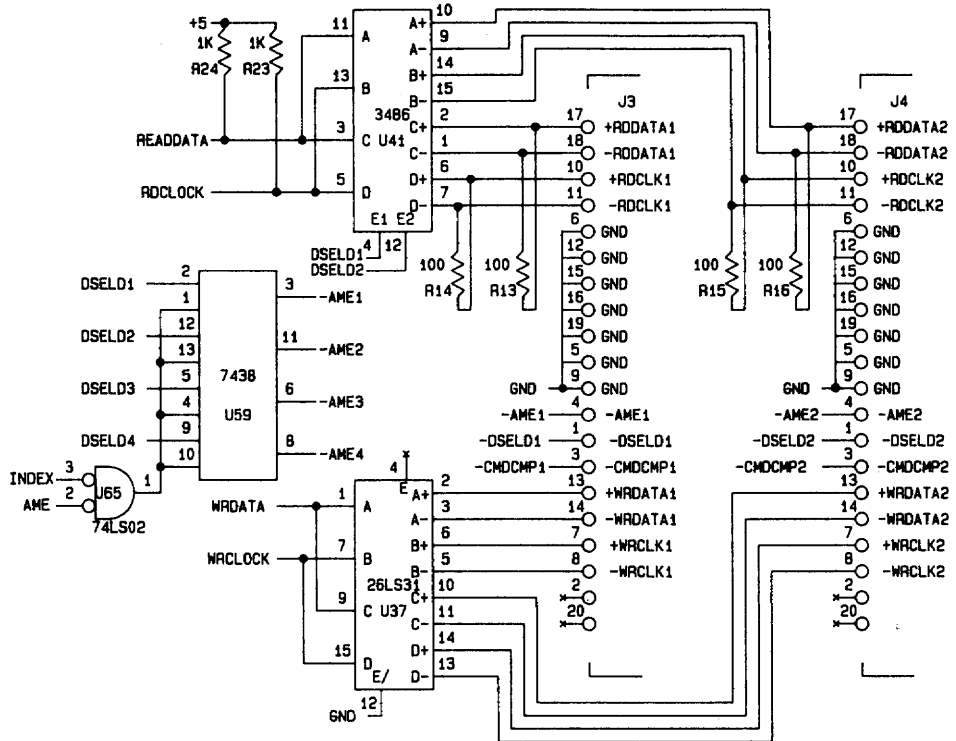 +5
1K
R24
1K
R23
READDATA
RDCLOCK
11
13
3
5
A
B
C
D
3486
U41
A+
A-
B+
B-
C+
C-
D+
D-
10
9
14
15
2
1
6
7
E1 E2
4
12
DSELD1
DSELD2
100
R14
100
R13
J3
17
+RDDATA1
18
-RDDATA1
10
+RDCLK1
11
-RDCLK1
6
GND
12
GND
15
GND
16
GND
19
GND
5
GND
GND
9
GND
-AME1
4
-AME1
-DSELD1
1
-DSELD1
-CMDCMP1
3
-CMDCMP1
13
+WRDATA1
14
-WRDATA1
7
+WRCLK1
8
-WRCLK1
2
20
100
R15
100
R16
J4
17
+RDDATA2
18
-RDDATA2
10
+RDCLK2
11
-RDCLK2
6
GND
12
GND
15
GND
16
GND
19
GND
5
GND
GND
9
GND
-AME2
4
-AME2
-DSELD2
1
-DSELD2
-CMDCMP2
3
-CMDCMP2
13
+WRDATA2
14
-WRDATA2
7
+WRCLK2
8
-WRCLK2
2
20
DSELD1
2
1
DSELD2
12
13
DSELD3
5
4
DSELD4
9
10
7438
U59
3
-AME1
11
-AME2
6
-AME3
8
-AME4
INDEX
3
AME
2
U65
1
74LS02
WRDATA
WRCLOCK
1
7
9
15
A
B
C
D
4
E
26LS31
U37
A+
A-
B+
B-
C+
C-
D+
D-
2
3
6
5
10
11
14
13
E/
12
GND